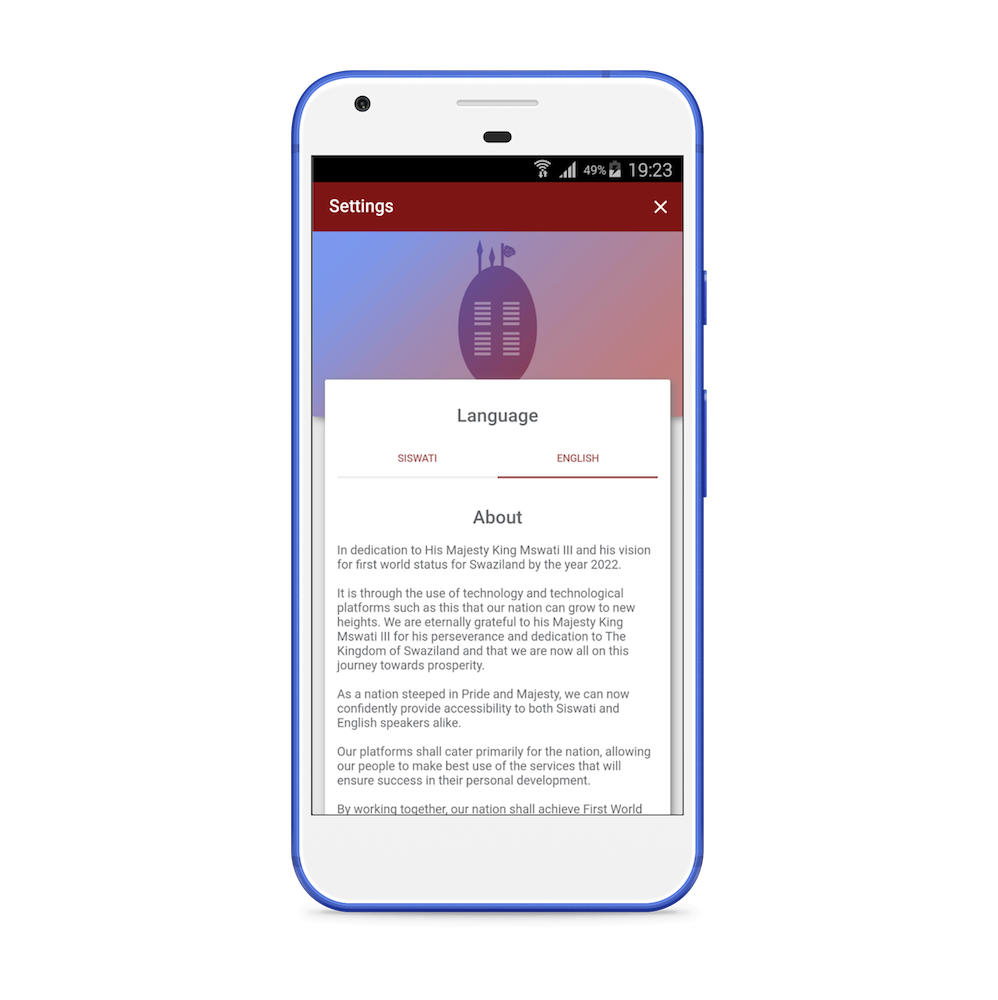 49% 19:23
Settings
Language
SISWATI ENGLISH
About
In dedication to His Majesty King Mswati III and his vision
for first world status for Swaziland by the year 2022.
It is through the use of technology and technological
platforms such as this that our nation can grow to new
heights. We are eternally grateful to his Majesty King
Mswati III for his perseverance and dedication to The
Kingdom of Swaziland and that we are now all on this
journey towards prosperity.
As a nation steeped in Pride and Majesty, we can now
confidently provide accessibility to both Siswati and
English speakers alike.
Our platforms shall cater primarily for the nation, allowing
our people to make best use of the services that will
ensure success in their personal development.
By working together, our nation shall achieve First World